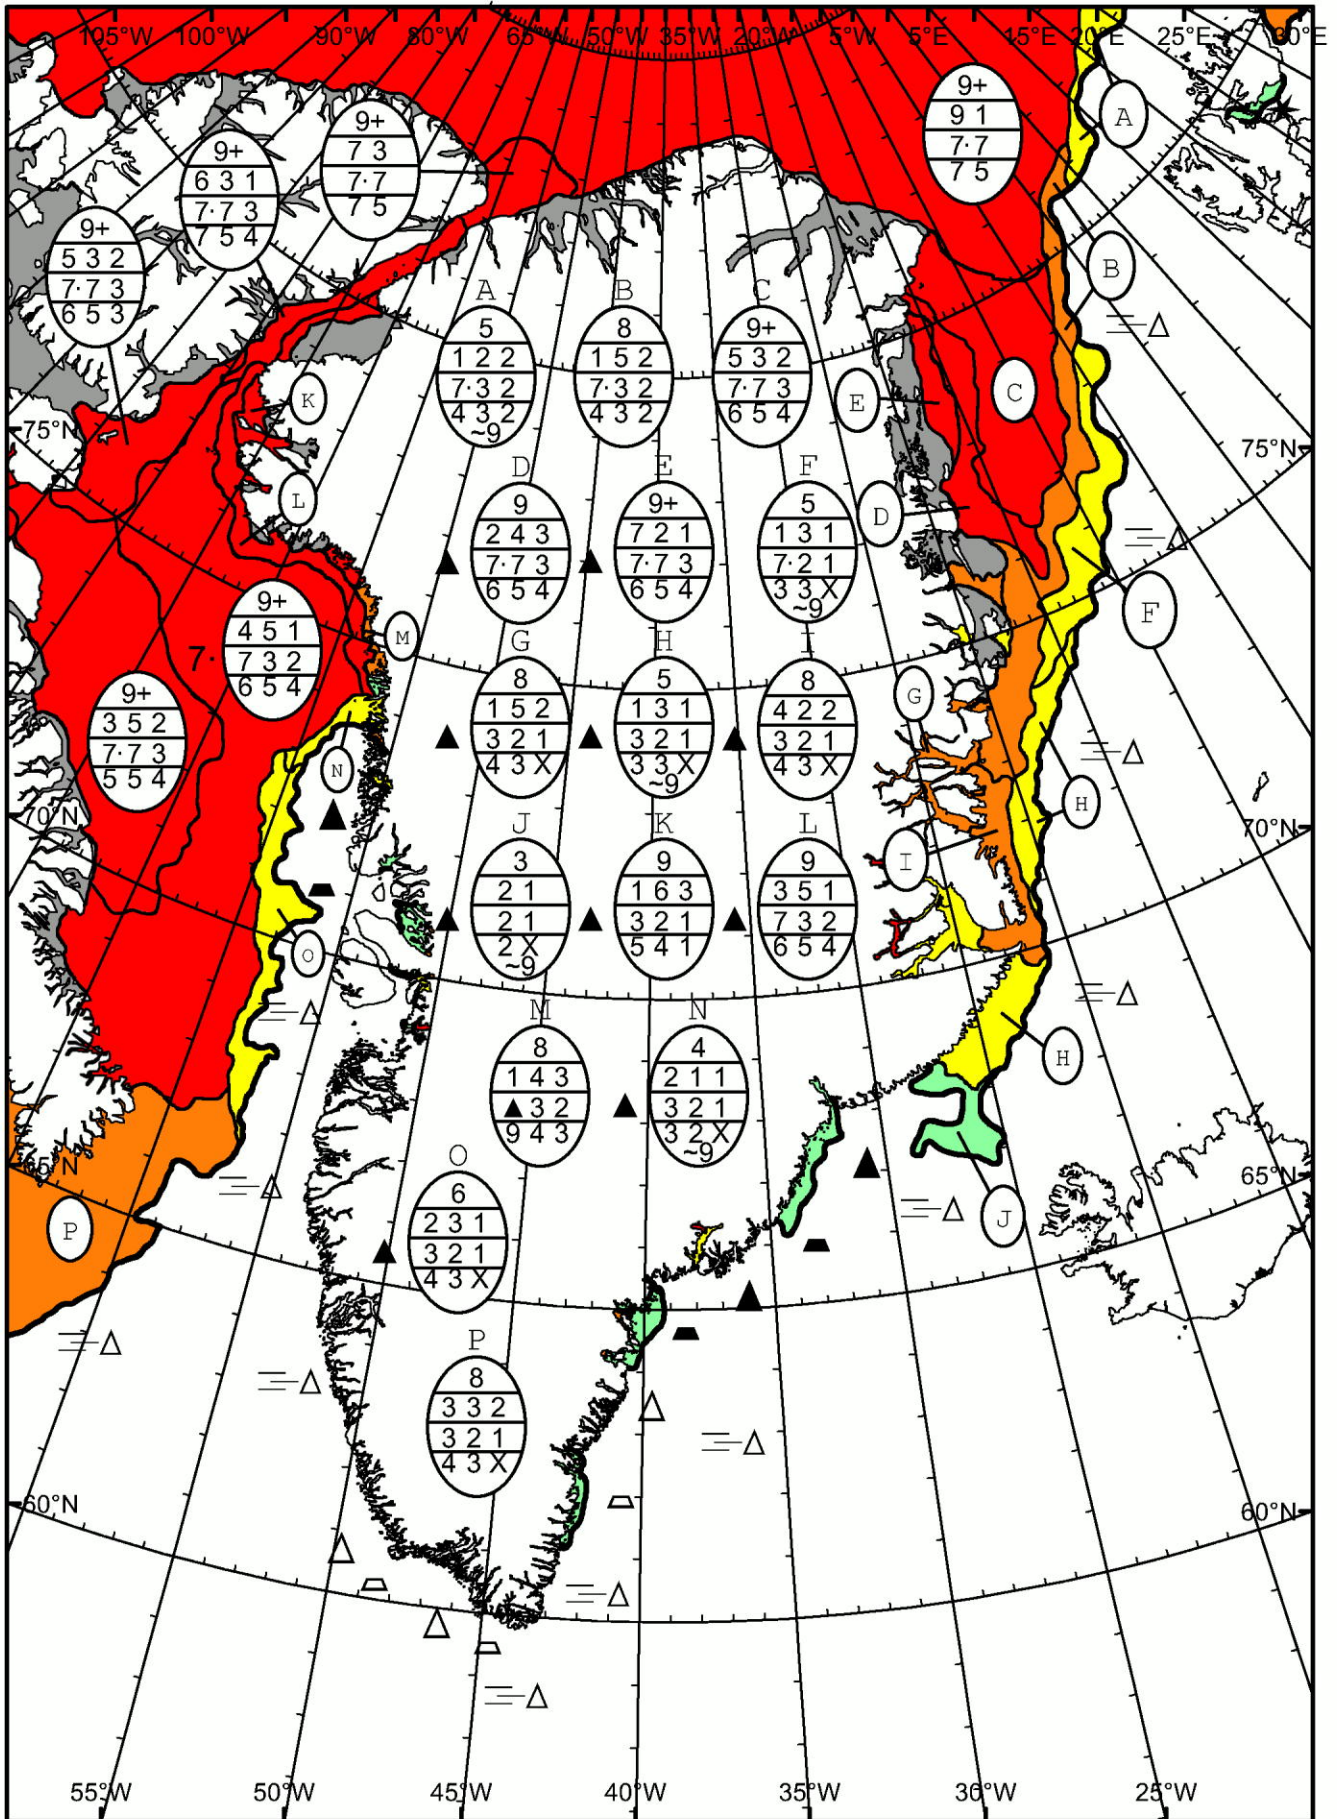 105°W 100°W 90°W 80°W 65°W 50°W 35°W 20°W 5°W 5°E 15°E 20°E 25°E 30°E
9+
9 1
7·7
7 5
A
9+
7 3
7·7
7 5
9+
6 3 1
7·7 3
7 5 4
9+
5 3 2
7·7 3
6 5 3
B
A
5
1 2 2
7·3 2
4 3 2
~9
B
8
1 5 2
7·3 2
4 3 2
C
9+
5 3 2
7·7 3
6 5 4
K
E
C
75°N
75°N
L
D
9
2 4 3
7·7 3
6 5 4
E
9+
7 2 1
7·7 3
6 5 4
F
5
1 3 1
7·2 1
3 3 X
~9
D
F
9+
4 5 1
7·
7 3 2
6 5 4
M
G
8
1 5 2
3 2 1
4 3 X
H
5
1 3 1
3 2 1
3 3 X
~9
I
8
4 2 2
3 2 1
4 3 X
G
9+
3 5 2
7·7 3
5 5 4
N
H
70°N
70°N
J
3
2 1
2 1
2 X
~9
K
9
1 6 3
3 2 1
5 4 1
L
9
3 5 1
7 3 2
6 5 4
I
O
M
8
1 4 3
▲ 3 2
9 4 3
N
4
2 1 1
3 2 1
3 2 X
~9
H
65°N
65°N
P
O
6
2 3 1
3 2 1
4 3 X
J
P
8
3 3 2
3 2 1
4 3 X
60°N
60°N
55°W 50°W 45°W 40°W 35°W 30°W 25°W